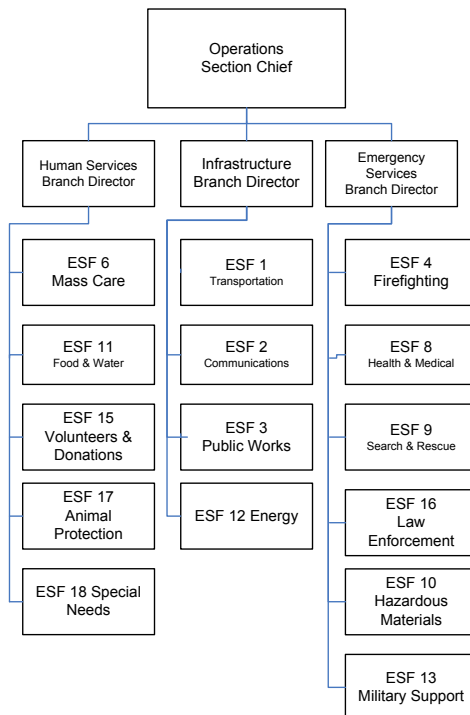 Operations
Section Chief
Human Services
Branch Director
Infrastructure
Branch Director
Emergency
Services
Branch Director
ESF 6
Mass Care
ESF 11
Food & Water
ESF 15
Volunteers &
Donations
ESF 17
Animal
Protection
ESF 18 Special
Needs
ESF 1
Transportation
ESF 2
Communications
ESF 3
Public Works
ESF 12 Energy
ESF 4
Firefighting
ESF 8
Health & Medical
ESF 9
Search & Rescue
ESF 16
Law
Enforcement
ESF 10
Hazardous
Materials
ESF 13
Military Support